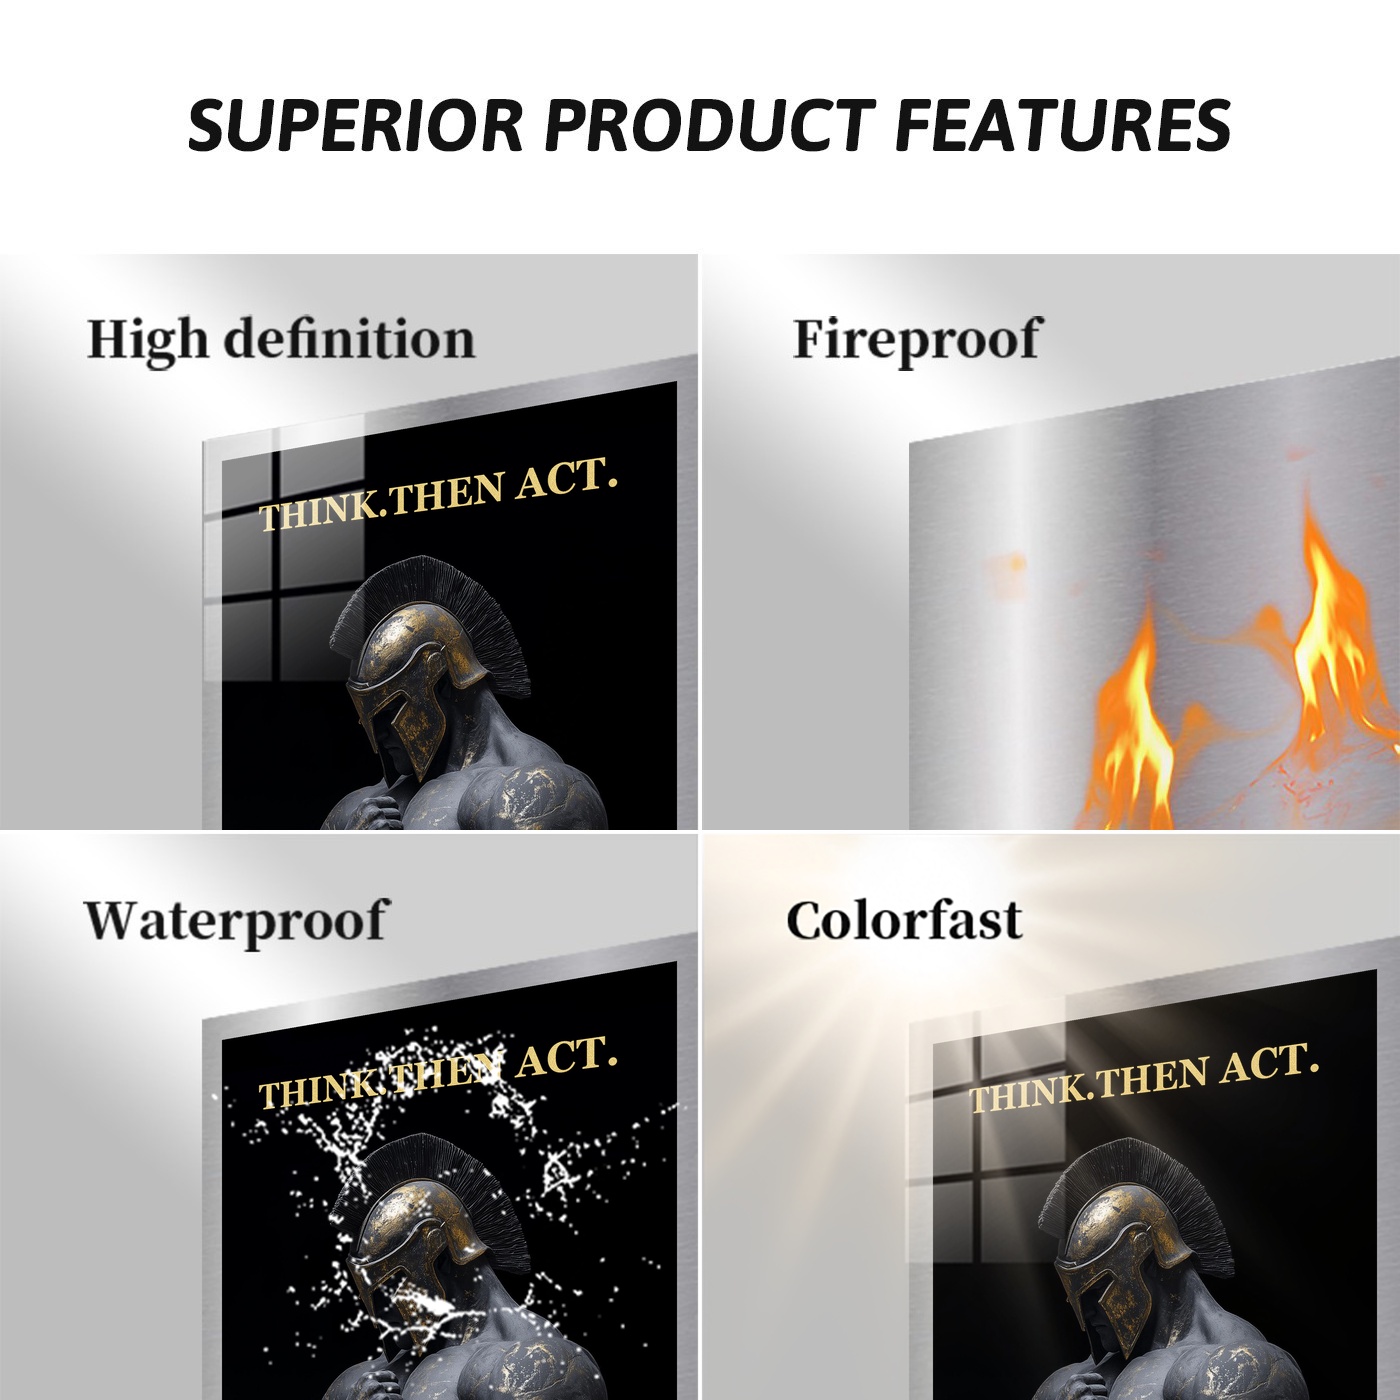 SUPERIOR PRODUCT FEATURES
High definition
Fireproof
THINK.THEN ACT.
Waterproof
Colorfast
THINK.THEN ACT.
THINK.THEN ACT.